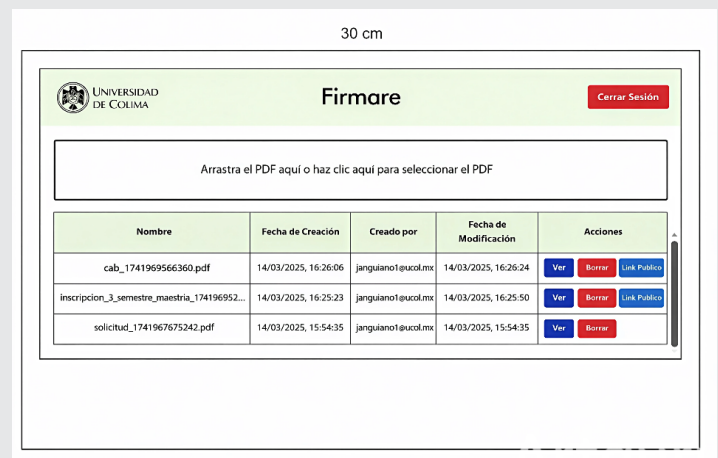 30 cm
UNIVERSIDAD
DE COLIMA
Firmare
Cerrar Sesión
Arrastra el PDF aquí o haz clic aquí para seleccionar el PDF
Nombre Fecha de Creación Creado por Fecha de Modificación Acciones
cab_1741969566360.pdf 14/03/2025, 16:26:06 janguiano1@ucol.mx 14/03/2025, 16:26:24 Ver Borrar Link Publico
inscripcion_3_semestre_maestria_174196952... 14/03/2025, 16:25:23 janguiano1@ucol.mx 14/03/2025, 16:25:50 Ver Borrar Link Publico
solicitud_1741967675242.pdf 14/03/2025, 15:54:35 janguiano1@ucol.mx 14/03/2025, 15:54:35 Ver Borrar